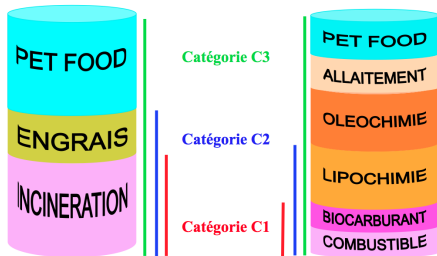 PET FOOD
ENGRAIS
INCINERATION
Catégorie C3
Catégorie C2
Catégorie C1
PET FOOD
ALLAITEMENT
OLEOCHIMIE
LIPOCHIMIE
BIOCARBURANT
COMBUSTIBLE